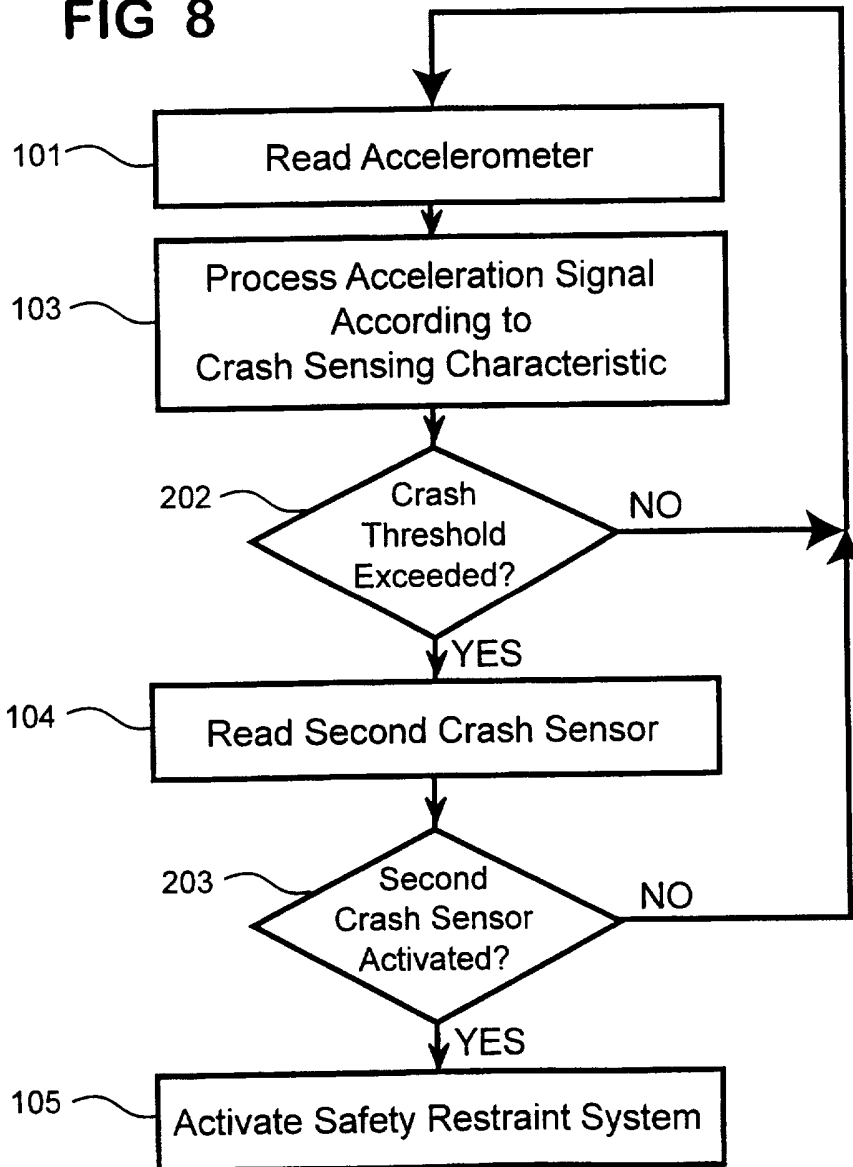 FIG 8
101
Read Accelerometer
103
Process Acceleration Signal
According to
Crash Sensing Characteristic
202
Crash
Threshold
Exceeded?
NO
YES
104
Read Second Crash Sensor
203
Second
Crash Sensor
Activated?
NO
YES
105
Activate Safety Restraint System